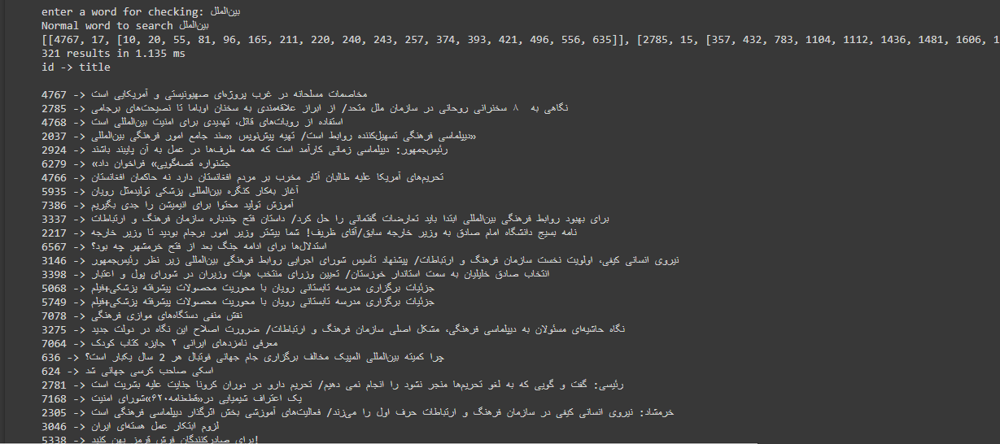 enter a word for checking: بین‌الملل
Normal word to search بین‌الملل
[[4767, 17, [10, 20, 55, 81, 96, 165, 211, 220, 240, 243, 257, 374, 393, 421, 496, 556, 635]], [2785, 15, [357, 432, 783, 1104, 1112, 1436, 1481, 1606, 1
321 results in 1.135 ms
id -> title
4767 -> مخاصمات مسلحانه در غرب پروژه‌ای صهیونیستی و آمریکایی است
2785 -> نگاهی به ۸ سخنرانی روحانی در سازمان ملل متحد/ از ابراز علاقه‌مندی به سخنان اوباما تا نصیحت‌های برجامی
4768 -> استفاده از روبات‌های قاتل، تهدیدی برای امنیت بین‌المللی است
2037 -> دیپلماسی فرهنگی تسهیل‌کننده روابط است/ تهیه پیش‌نویس «سند جامع امور فرهنگی بین‌المللی»
2924 -> رئیس‌جمهور: دیپلماسی زمانی کارآمد است که همه طرف‌ها در عمل به آن پایبند باشند
6279 -> «جشنواره قصه‌گویی» فراخوان داد
4766 -> تحریم‌های آمریکا علیه طالبان آثار مخرب بر مردم افغانستان دارد نه حاکمان افغانستان
5935 -> آغاز به‌کار کنگره بین‌المللی پزشکی تولیدمثل رویان
7386 -> آموزش تولید محتوا برای انیمیشن را جدی بگیریم
3337 -> برای بهبود روابط فرهنگی بین‌المللی ابتدا باید تعارضات گفتمانی را حل کرد/ داستان فتح چندباره سازمان فرهنگ و ارتباطات
2217 -> نامه بسیج دانشگاه امام صادق به وزیر خارجه سابق/آقای ظریف! شما بیشتر وزیر امور برجام بودید تا وزیر خارجه
6567 -> استدلال‌ها برای ادامه جنگ بعد از فتح خرمشهر چه بود؟
3146 -> نیروی انسانی کیفی، اولویت نخست سازمان فرهنگ و ارتباطات/ پیشنهاد تأسیس شورای اجرایی روابط فرهنگی بین‌المللی زیر نظر رئیس‌جمهور
3398 -> انتخاب صادق خلیلیان به سمت استاندار خوزستان/ تعیین وزرای منتخب هیات وزیران در شورای پول و اعتبار
5068 -> جزئیات برگزاری مدرسه تابستانی رویان با محوریت محصولات پیشرفته پزشکی+فیلم
5749 -> جزئیات برگزاری مدرسه تابستانی رویان با محوریت محصولات پیشرفته پزشکی+فیلم
7078 -> نقش منفی دستگاه‌های موازی فرهنگی
3275 -> نگاه حاشیه‌ای مسئولان به دیپلماسی فرهنگی، مشکل اصلی سازمان فرهنگ و ارتباطات/ ضرورت اصلاح این نگاه در دولت جدید
7064 -> معرفی نامزدهای ایرانی ۲ جایزه کتاب کودک
636 -> چرا کمیته بین‌المللی المپیک مخالف برگزاری جام جهانی فوتبال هر 2 سال یکبار است؟
624 -> اسکی صاحب کرسی جهانی شد
2781 -> رئیسی: گفت و گویی که به لغو تحریم‌ها منجر نشود را انجام نمی دهیم/ تحریم دارو در دوران کرونا جنایت علیه بشریت است
7168 -> یک اعتراف شیمیایی در«قطعنامه۶۲۰»شورای امنیت
2305 -> خرمشاد: نیروی انسانی کیفی در سازمان فرهنگ و ارتباطات حرف اول را می‌زند/ فعالیت‌های آموزشی بخش اثرگذار دیپلماسی فرهنگی است
3046 -> لزوم ابتکار عمل هسته‌ای ایران
5338 -> برای صادرکنندگان فرش قرمز پهن کنید!